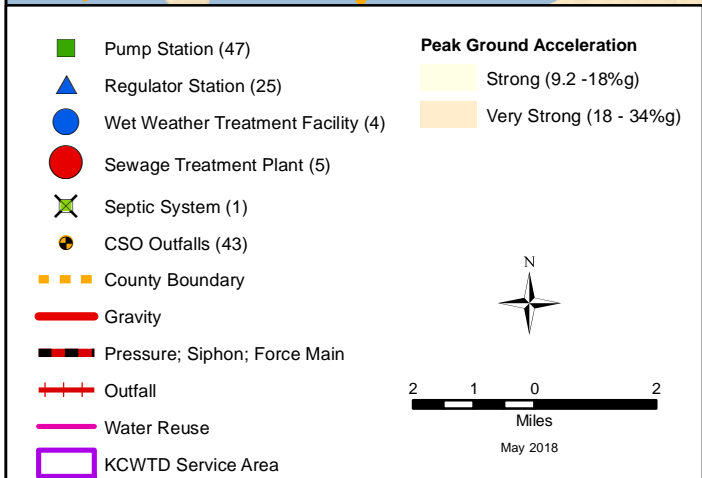 Pump Station (47)
Regulator Station (25)
Wet Weather Treatment Facility (4)
Sewage Treatment Plant (5)
Septic System (1)
CSO Outfalls (43)
County Boundary
Gravity
Pressure; Siphon; Force Main
Outfall
Water Reuse
KCWTD Service Area
Peak Ground Acceleration
Strong (9.2 -18%g)
Very Strong (18 - 34%g)
N
2 1 0 2
Miles
May 2018